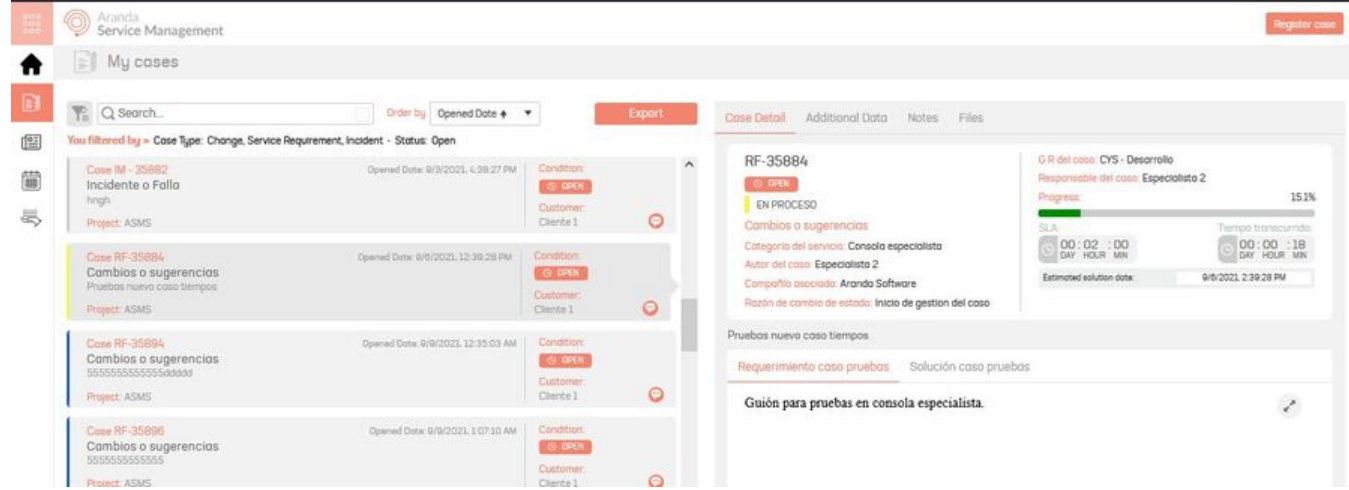 Aranda
Service Management
Register case
My cases
Search...
Order by
Opened Date
Export
You filtered by » Case Type: Change, Service Requirement, Incident - Status: Open
Case IM - 35882
Opened Date: 9/3/2021, 4:38:27 PM
Condition:
Incidente o Falla
OPEN
hngh
Customer:
Project: ASMS
Cliente 1
Case RF-35884
Opened Date: 9/6/2021, 12:39:28 PM
Condition:
Cambios o sugerencias
OPEN
Pruebas nuevo caso tiempos
Customer:
Project: ASMS
Cliente 1
Case RF-35894
Opened Date: 9/9/2021, 12:35:03 AM
Condition:
Cambios o sugerencias
OPEN
5555555555555ddddd
Customer:
Project: ASMS
Cliente 1
Case RF-35896
Opened Date: 9/9/2021, 1:07:10 AM
Condition:
Cambios o sugerencias
OPEN
5555555555555
Customer:
Project: ASMS
Cliente 1
Case Detail
Additional Data
Notes
Files
RF-35884
OPEN
EN PROCESO
Cambios o sugerencias
Categoría del servicio: Consola especialista
Autor del caso: Especialista 2
Compañía asociada: Aranda Software
Razón de cambio de estado: Inicio de gestion del caso
G R del caso: CYS - Desarrollo
Responsable del caso: Especialista 2
Progress:
15.1%
SLA:
Tiempo transcurrido:
00 : 02 : 00
DAY HOUR MIN
00 : 00 : 18
DAY HOUR MIN
Estimated solution date:
9/6/2021, 2:39:28 PM
Pruebas nuevo caso tiempos
Requerimiento caso pruebas
Solución caso pruebas
Guión para pruebas en consola especialista.